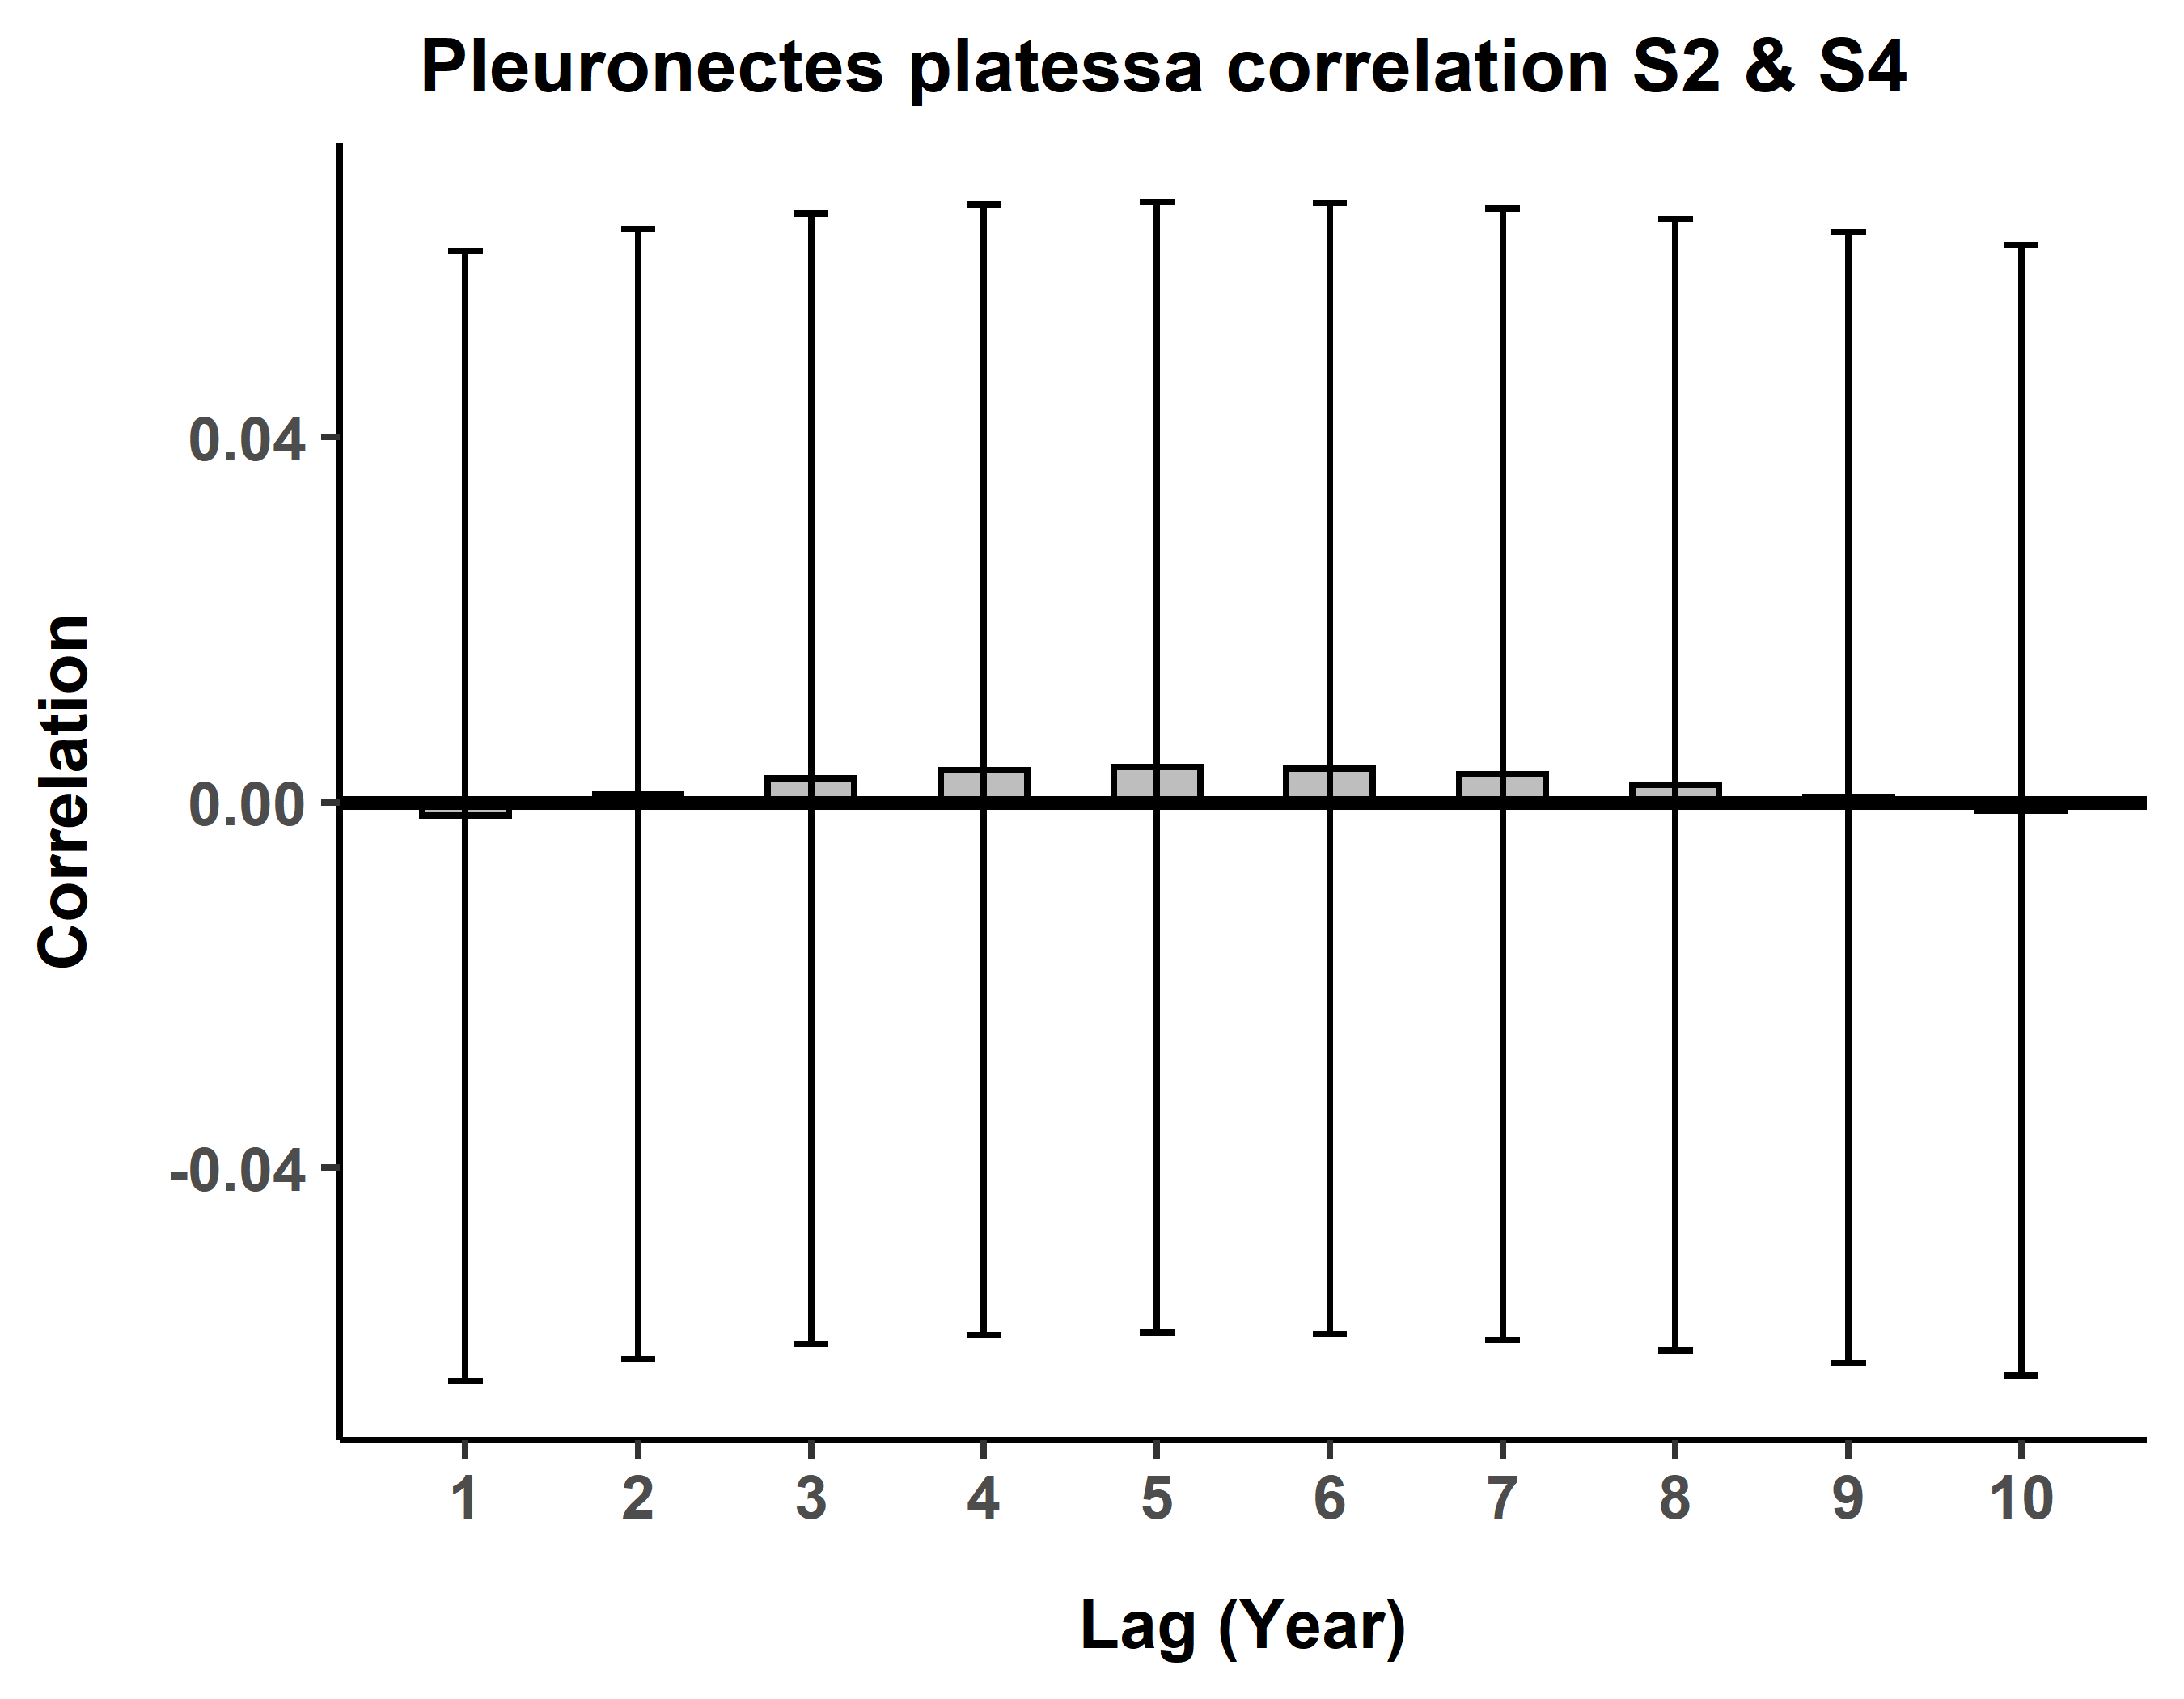 Pleuronectes platessa correlation S2 & S4
Correlation
0.04
0.00
-0.04
1 2 3 4 5 6 7 8 9 10
Lag (Year)